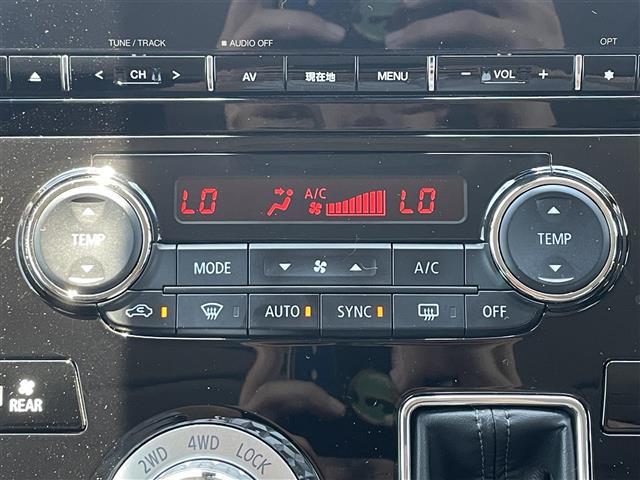 TUNE / TRACK AUDIO OFF OPT
< CH > AV 現在地 MENU − VOL +
LO A/C LO
TEMP TEMP
MODE A/C
AUTO SYNC OFF
REAR
2WD 4WD LOCK